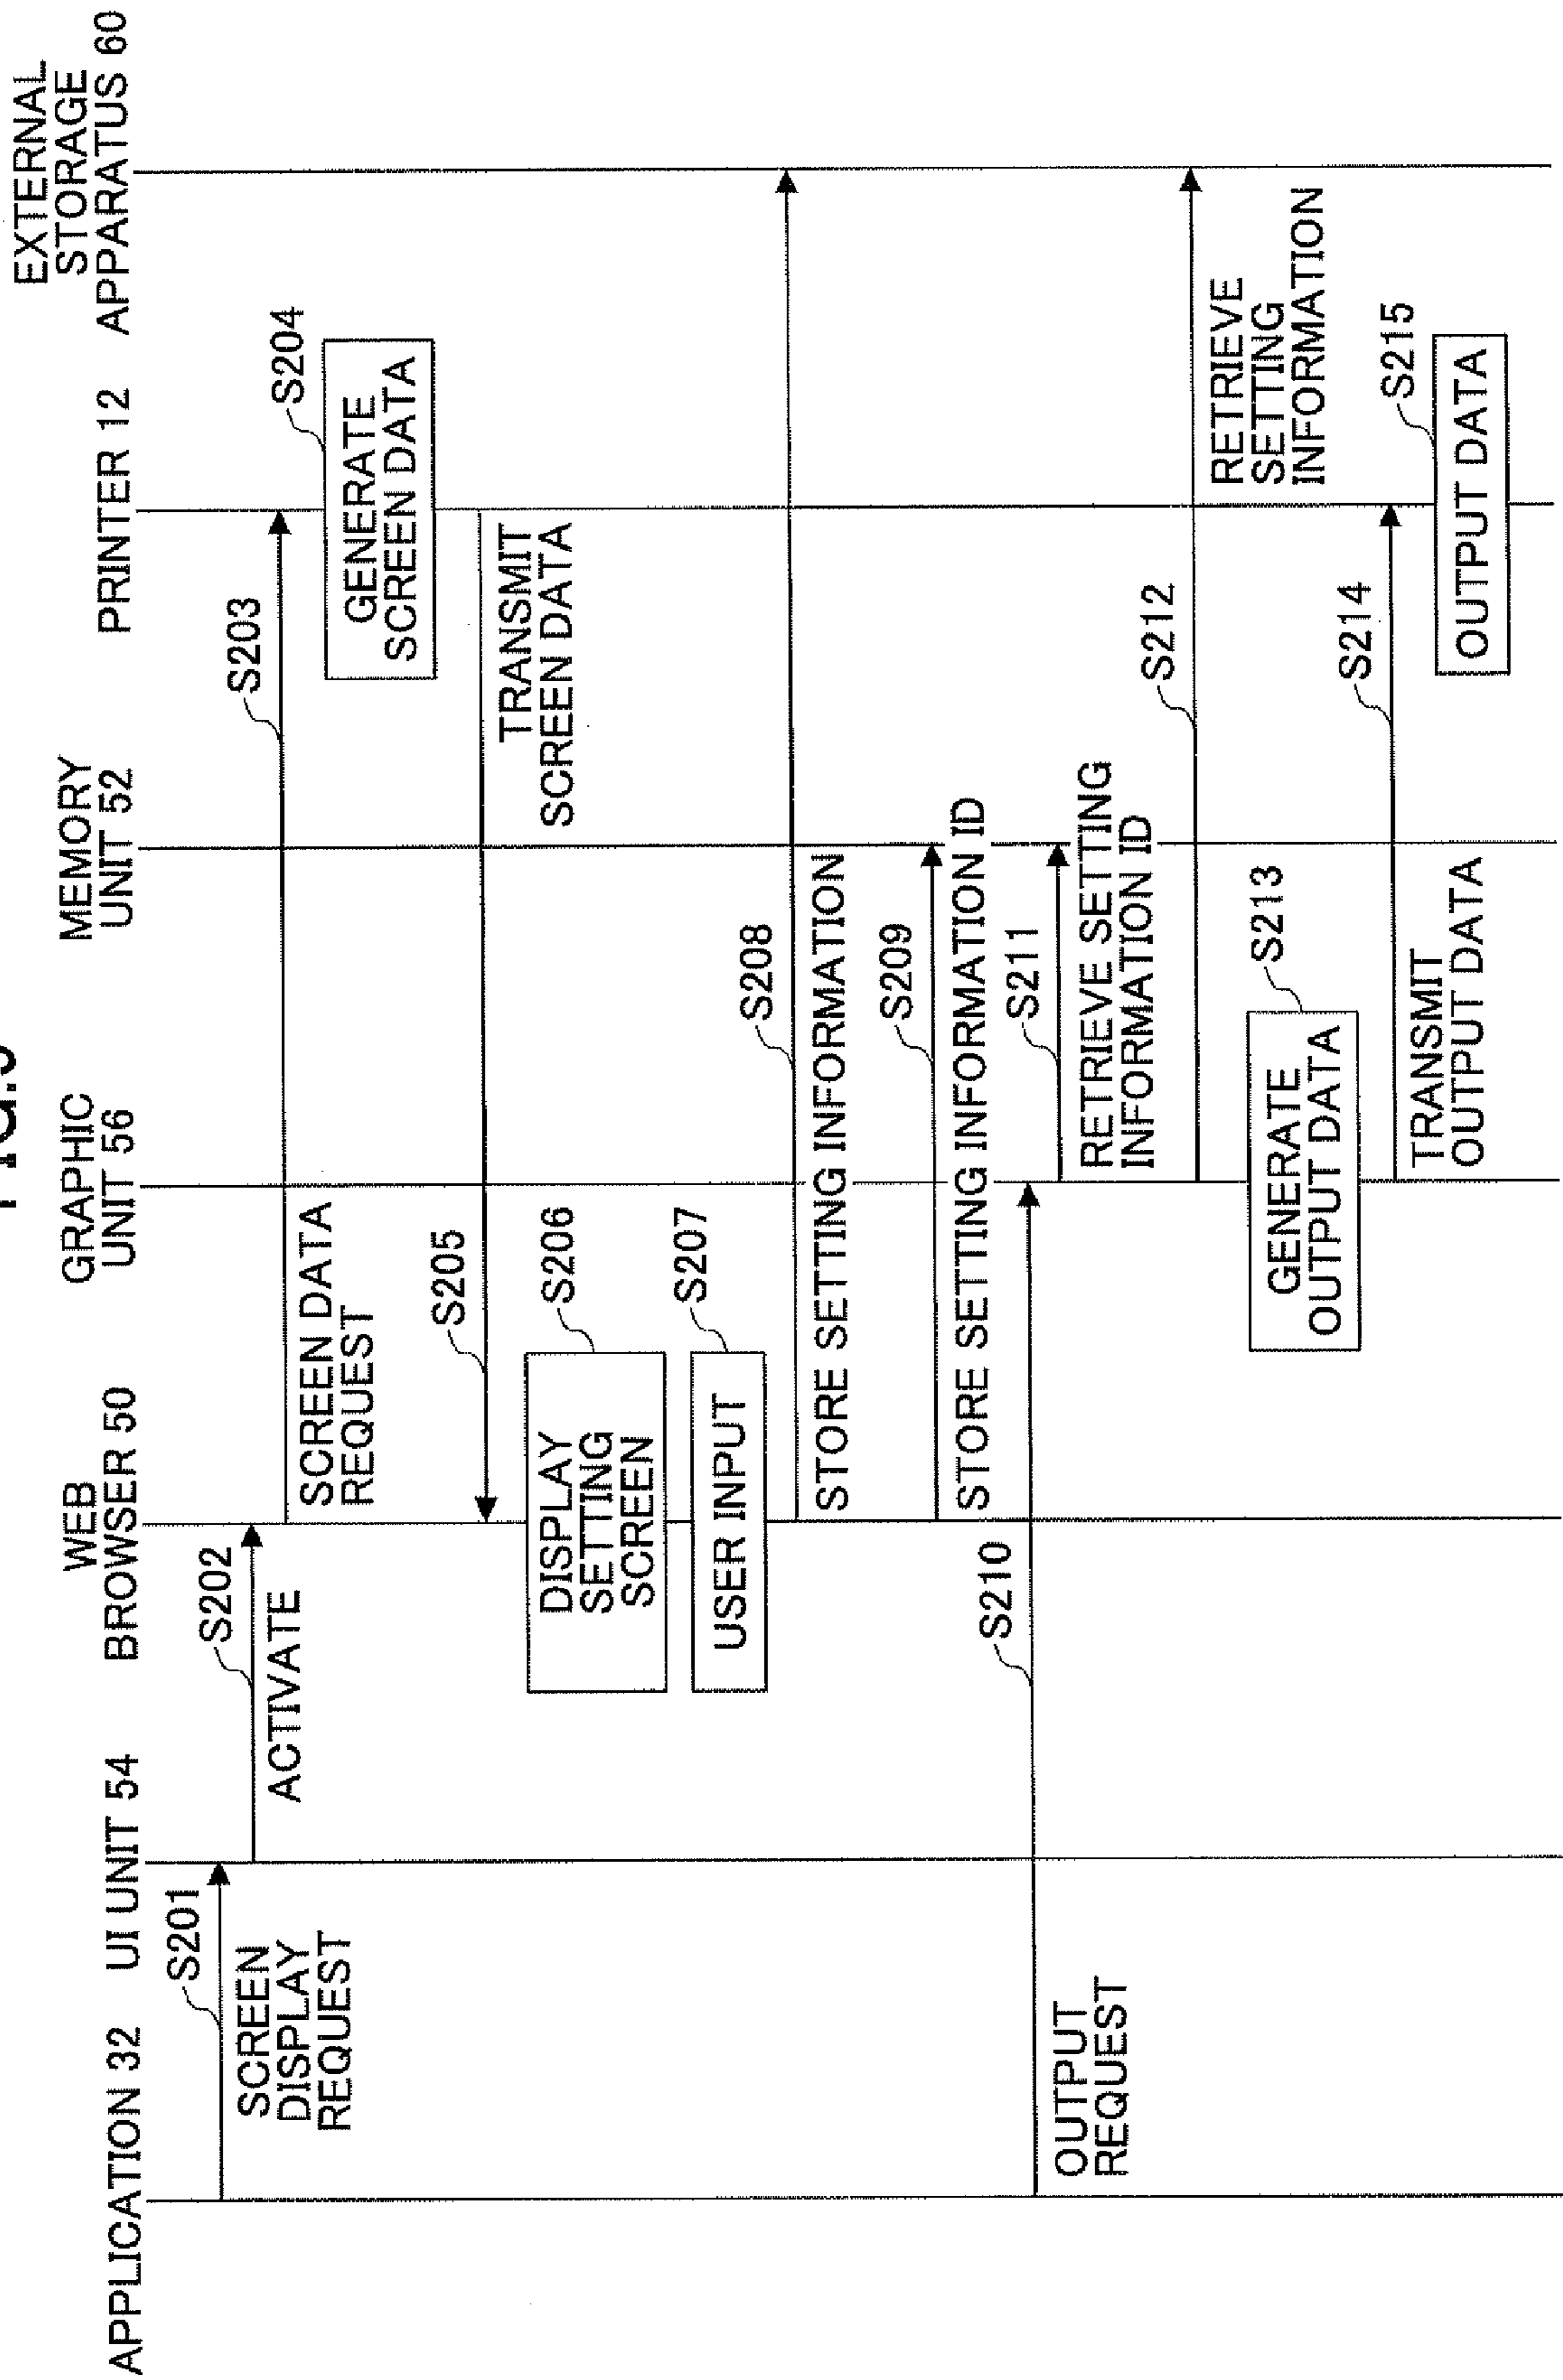 APPLICATION 32
UI UNIT 54
WEB
BROWSER 50
GRAPHIC
UNIT 56
MEMORY
UNIT 52
PRINTER 12
EXTERNAL
STORAGE
APPARATUS 60
S201
SCREEN
DISPLAY
REQUEST
S202
ACTIVATE
S203
SCREEN DATA
REQUEST
S204
GENERATE
SCREEN DATA
S205
TRANSMIT
SCREEN DATA
S206
DISPLAY
SETTING
SCREEN
S207
USER INPUT
S208
STORE SETTING INFORMATION
S209
STORE SETTING INFORMATION ID
S210
OUTPUT
REQUEST
S211
RETRIEVE SETTING
INFORMATION ID
S212
RETRIEVE
SETTING
INFORMATION
S213
GENERATE
OUTPUT DATA
S214
TRANSMIT
OUTPUT DATA
S215
OUTPUT DATA